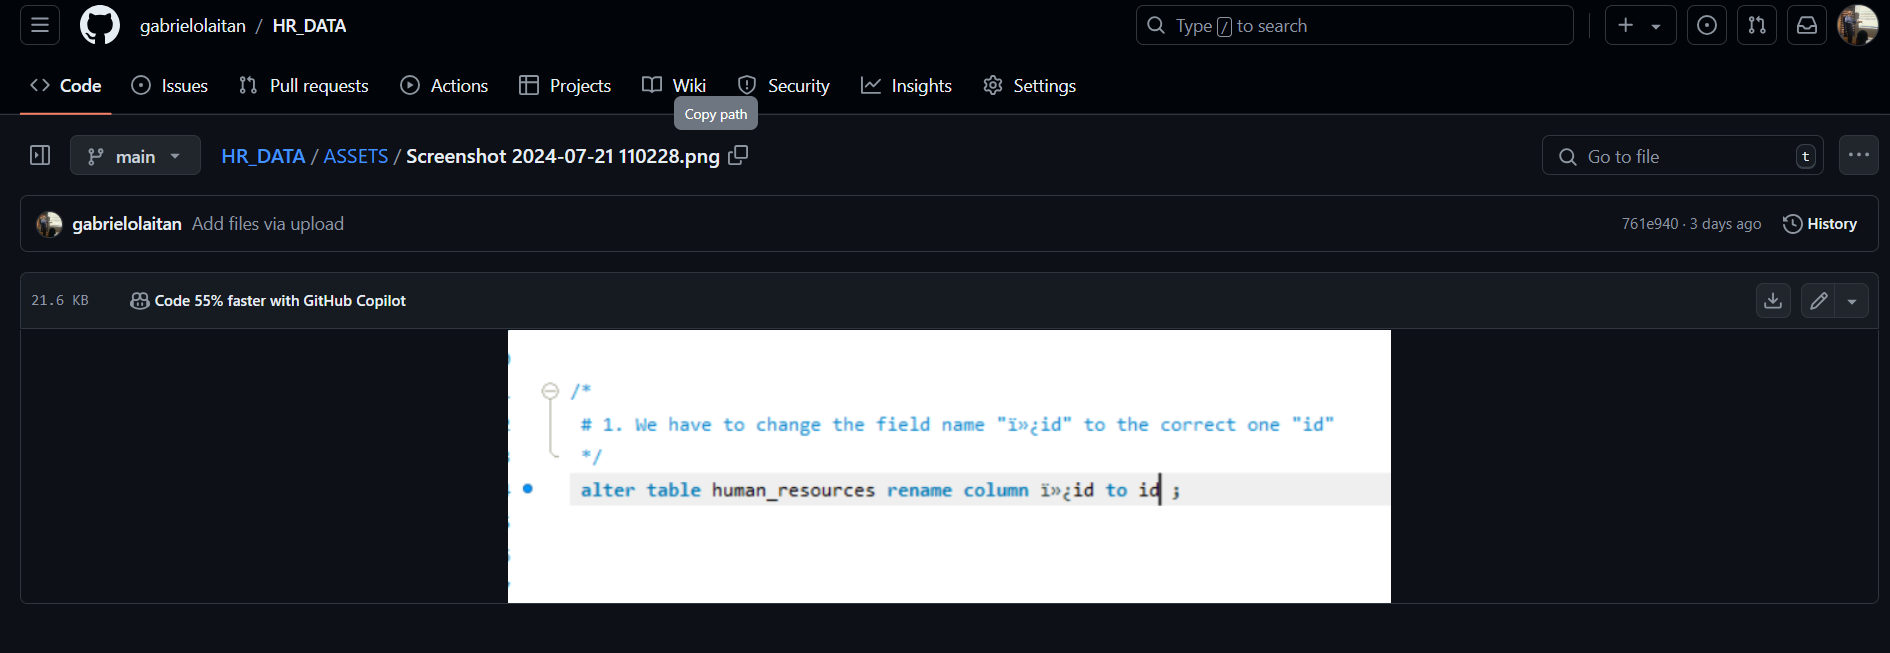 gabrielolaitan / HR_DATA
Type / to search
Code
Issues
Pull requests
Actions
Projects
Wiki
Security
Insights
Settings
Copy path
main
HR_DATA / ASSETS / Screenshot 2024-07-21 110228.png
Go to file
t
gabrielolaitan Add files via upload
761e940 · 3 days ago
History
21.6 KB
Code 55% faster with GitHub Copilot
/*
# 1. We have to change the field name "ï»¿id" to the correct one "id"
*/
alter table human_resources rename column ï»¿id to id ;